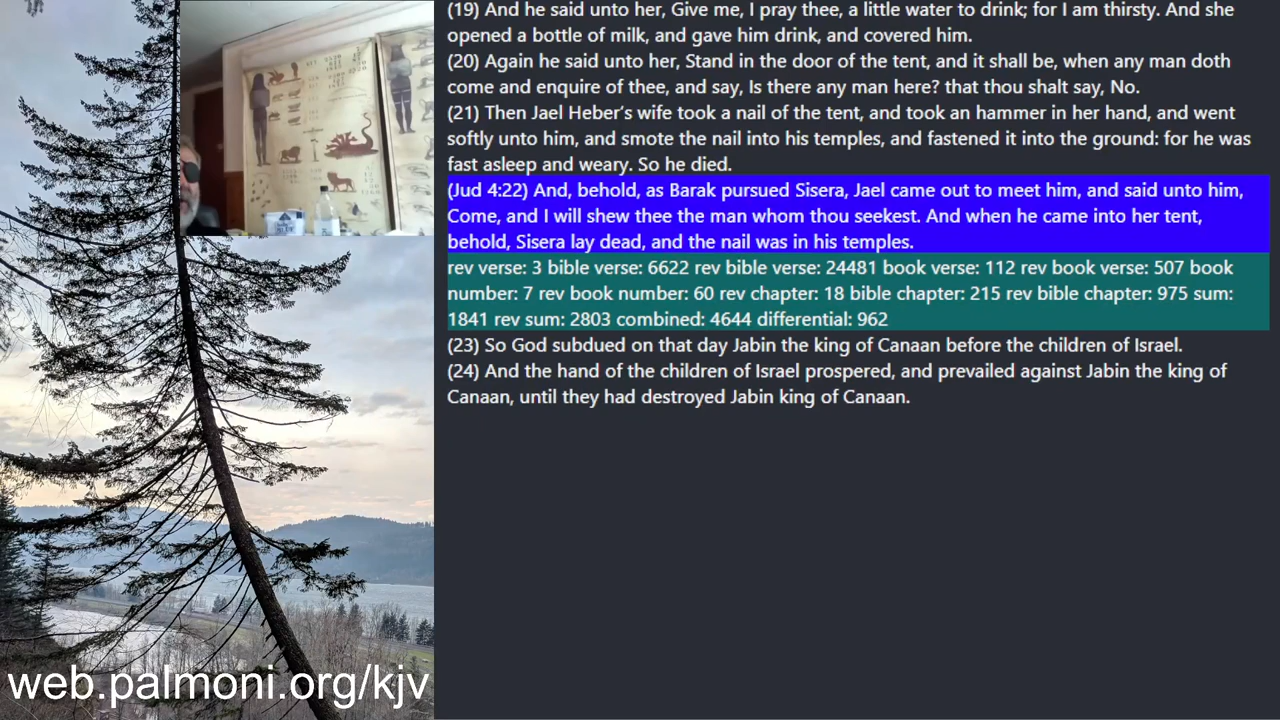 (19) And he said unto her, Give me, I pray thee, a little water to drink; for I am thirsty. And she
opened a bottle of milk, and gave him drink, and covered him.
(20) Again he said unto her, Stand in the door of the tent, and it shall be, when any man doth
come and enquire of thee, and say, Is there any man here? that thou shalt say, No.
(21) Then Jael Heber’s wife took a nail of the tent, and took an hammer in her hand, and went
softly unto him, and smote the nail into his temples, and fastened it into the ground: for he was
fast asleep and weary. So he died.
(Jud 4:22) And, behold, as Barak pursued Sisera, Jael came out to meet him, and said unto him,
Come, and I will shew thee the man whom thou seekest. And when he came into her tent,
behold, Sisera lay dead, and the nail was in his temples.
rev verse: 3 bible verse: 6622 rev bible verse: 24481 book verse: 112 rev book verse: 507 book
number: 7 rev book number: 60 rev chapter: 18 bible chapter: 215 rev bible chapter: 975 sum:
1841 rev sum: 2803 combined: 4644 differential: 962
(23) So God subdued on that day Jabin the king of Canaan before the children of Israel.
(24) And the hand of the children of Israel prospered, and prevailed against Jabin the king of
Canaan, until they had destroyed Jabin king of Canaan.
web.palmoni.org/kjv